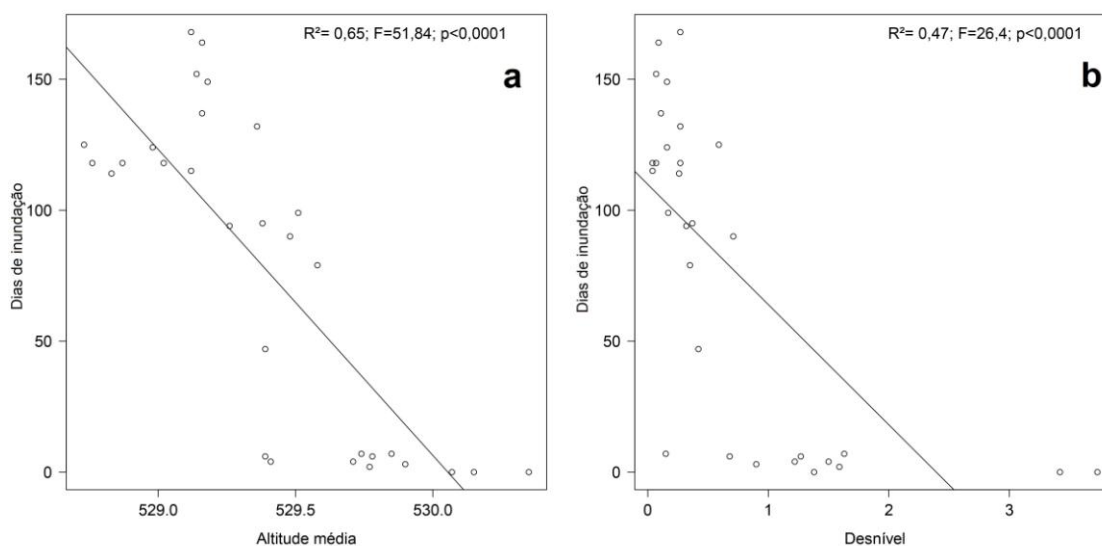 R²= 0,65; F=51,84; p<0,0001
a
Dias de inundação
150
100
50
0
529.0
529.5
530.0
Altitude média
R²= 0,47; F=26,4; p<0,0001
b
Dias de inundação
150
100
50
0
0
1
2
3
Desnível